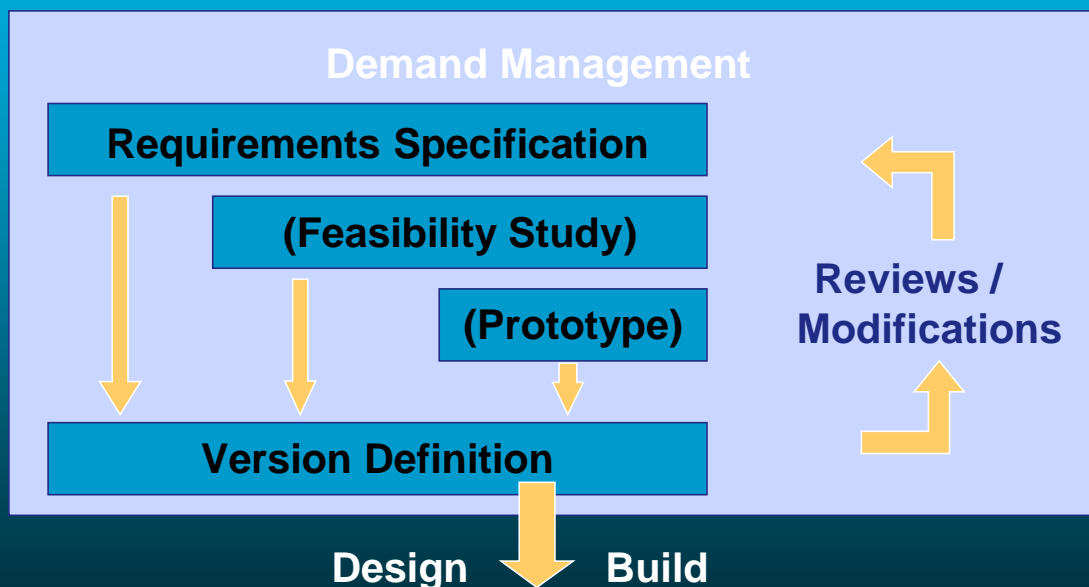 Demand Management
Requirements Specification
(Feasibility Study)
(Prototype)
Reviews /
Modifications
Version Definition
Design Build